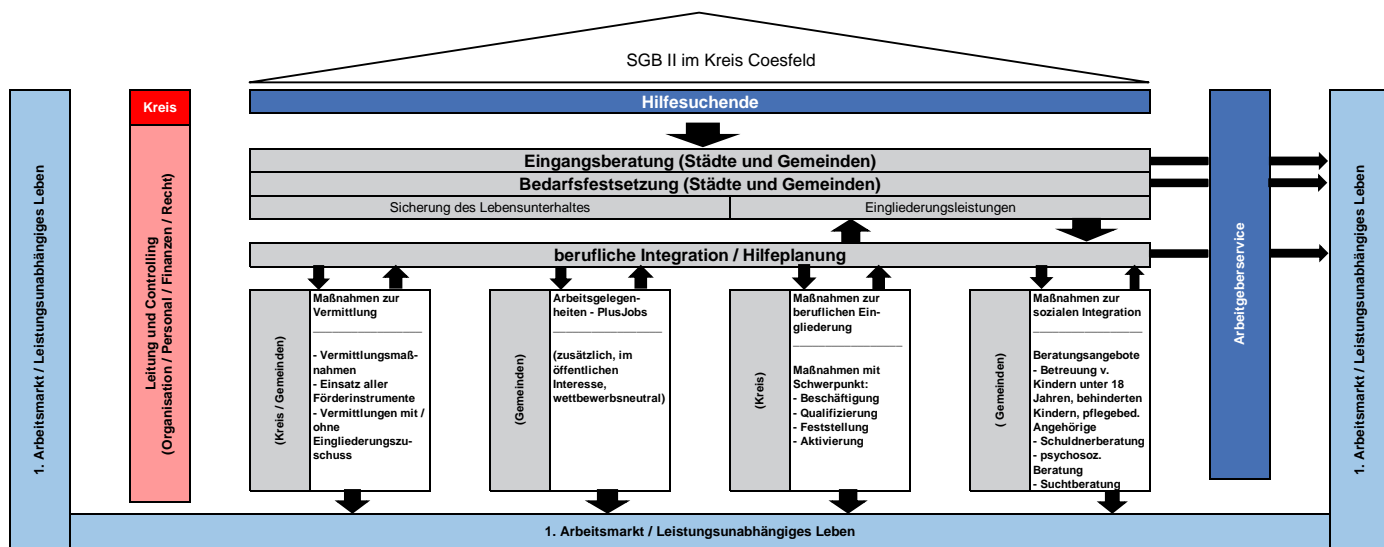 SGB II im Kreis Coesfeld
Hilfesuchende
Eingangsberatung (Städte und Gemeinden)
Bedarfsfestsetzung (Städte und Gemeinden)
Sicherung des Lebensunterhaltes
Eingliederungsleistungen
berufliche Integration / Hilfeplanung
1. Arbeitsmarkt / Leistungsunabhängiges Leben
Kreis
Leitung und Controlling
(Organisation / Personal / Finanzen / Recht)
(Kreis / Gemeinden)
Maßnahmen zur
Vermittlung
- Vermittlungsmaß-
nahmen
- Einsatz aller
Förderinstrumente
- Vermittlungen mit /
ohne
Eingliederungszu-
schuss
(Gemeinden)
Arbeitsgelegen-
heiten - PlusJobs
(zusätzlich, im
öffentlichen
Interesse,
wettbewerbsneutral)
(Kreis)
Maßnahmen zur
beruflichen Ein-
gliederung
Maßnahmen mit
Schwerpunkt:
- Beschäftigung
- Qualifizierung
- Feststellung
- Aktivierung
( Gemeinden)
Maßnahmen zur
sozialen Integration
Beratungsangebote
- Betreuung v.
Kindern unter 18
Jahren, behinderten
Kindern, pflegebed.
Angehörige
- Schuldnerberatung
- psychosoz.
Beratung
- Suchtberatung
Arbeitgeberservice
1. Arbeitsmarkt / Leistungsunabhängiges Leben
1. Arbeitsmarkt / Leistungsunabhängiges Leben